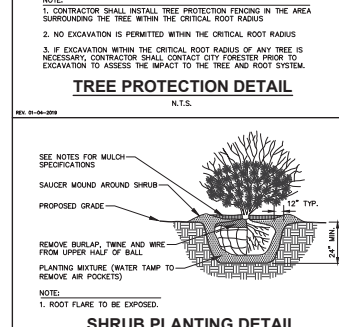 NOTE:
1. CONTRACTOR SHALL INSTALL TREE PROTECTION FENCING IN THE AREA
SURROUNDING THE TREE WITHIN THE CRITICAL ROOT RADIUS
2. NO EXCAVATION IS PERMITTED WITHIN THE CRITICAL ROOT RADIUS
3. IF EXCAVATION WITHIN THE CRITICAL ROOT RADIUS OF ANY TREE IS
NECESSARY, CONTRACTOR SHALL CONTACT CITY FORESTER PRIOR TO
EXCAVATION TO ASSESS THE IMPACT TO THE TREE AND ROOT SYSTEM.
TREE PROTECTION DETAIL
N.T.S.
REV. 01-04-2019
SEE NOTES FOR MULCH
SPECIFICATIONS
SAUCER MOUND AROUND SHRUB
PROPOSED GRADE
12" TYP.
24" MIN.
REMOVE BURLAP, TWINE AND WIRE
FROM UPPER HALF OF BALL
PLANTING MIXTURE (WATER TAMP TO
REMOVE AIR POCKETS)
NOTE:
1. ROOT FLARE TO BE EXPOSED.
SHRUB PLANTING DETAIL